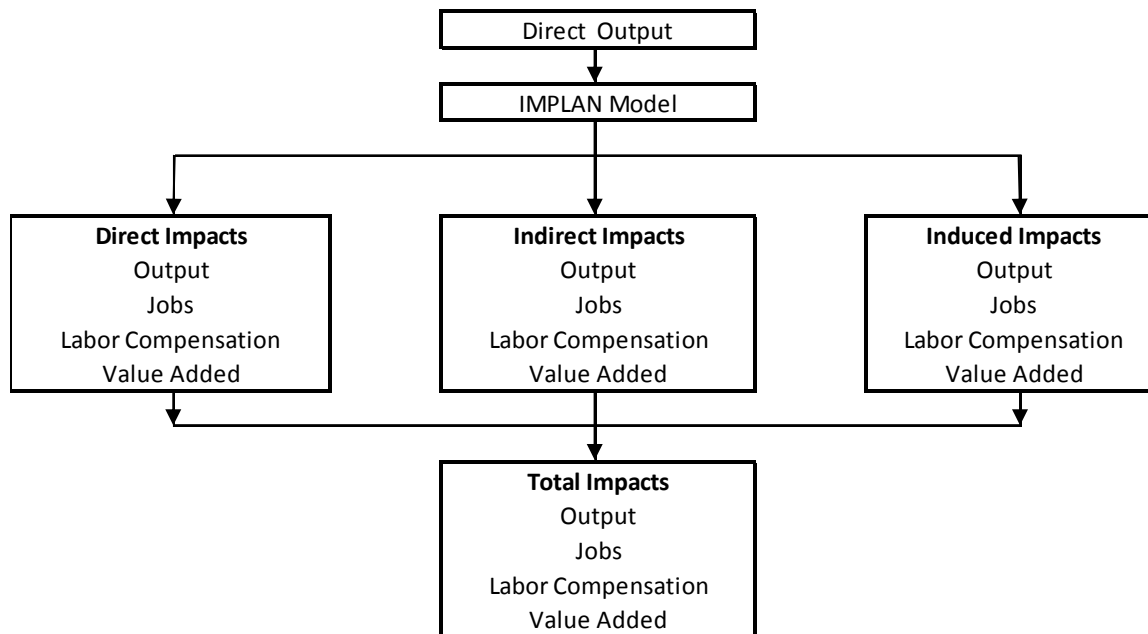 Direct Output
IMPLAN Model
Direct Impacts
Output
Jobs
Labor Compensation
Value Added
Indirect Impacts
Output
Jobs
Labor Compensation
Value Added
Induced Impacts
Output
Jobs
Labor Compensation
Value Added
Total Impacts
Output
Jobs
Labor Compensation
Value Added